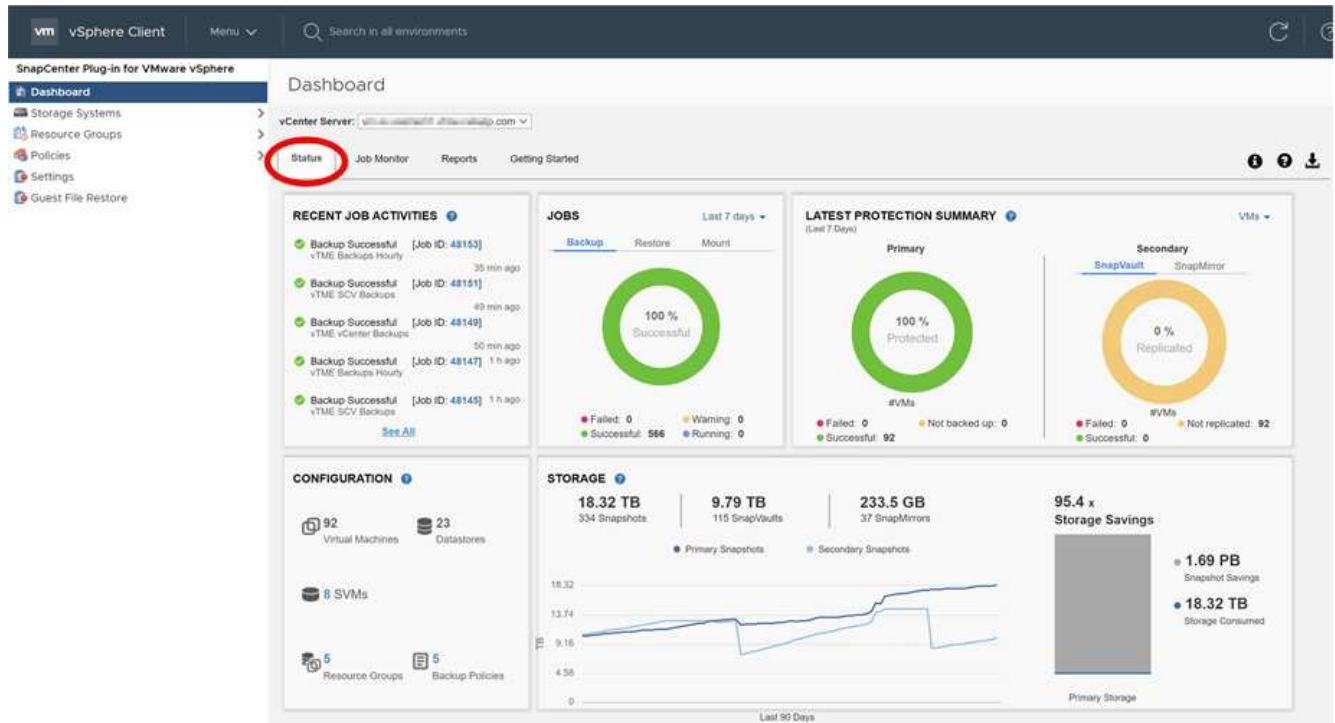 vm vSphere Client Menu Search in all environments
SnapCenter Plug-in for VMware vSphere
Dashboard
Storage Systems
Resource Groups
Policies
Settings
Guest File Restore
Dashboard
vCenter Server: .com
Status Job Monitor Reports Getting Started
RECENT JOB ACTIVITIES
Backup Successful [Job ID: 48153]
vTME Backups Hourly
35 min ago
Backup Successful [Job ID: 48151]
vTME SCV Backups
49 min ago
Backup Successful [Job ID: 48149]
vTME vCenter Backups
50 min ago
Backup Successful [Job ID: 48147] 1 h ago
vTME Backups Hourly
Backup Successful [Job ID: 48145] 1 h ago
vTME SCV Backups
See All
JOBS Last 7 days
Backup Restore Mount
100 %
Successful
Failed: 0 Warning: 0
Successful: 566 Running: 0
LATEST PROTECTION SUMMARY VMs
(Last 7 Days)
Primary
100 %
Protected
#VMs
Failed: 0 Not backed up: 0
Successful: 92
Secondary
SnapVault SnapMirror
0 %
Replicated
#VMs
Failed: 0 Not replicated: 92
Successful: 0
CONFIGURATION
92 Virtual Machines
23 Datastores
8 SVMs
5 Resource Groups
5 Backup Policies
STORAGE
18.32 TB 9.79 TB 233.5 GB
334 Snapshots 115 SnapVaults 37 SnapMirrors
Primary Snapshots Secondary Snapshots
18.32
13.74
9.16
4.58
0
TB
Last 90 Days
95.4 x
Storage Savings
1.69 PB
Snapshot Savings
18.32 TB
Storage Consumed
Primary Storage